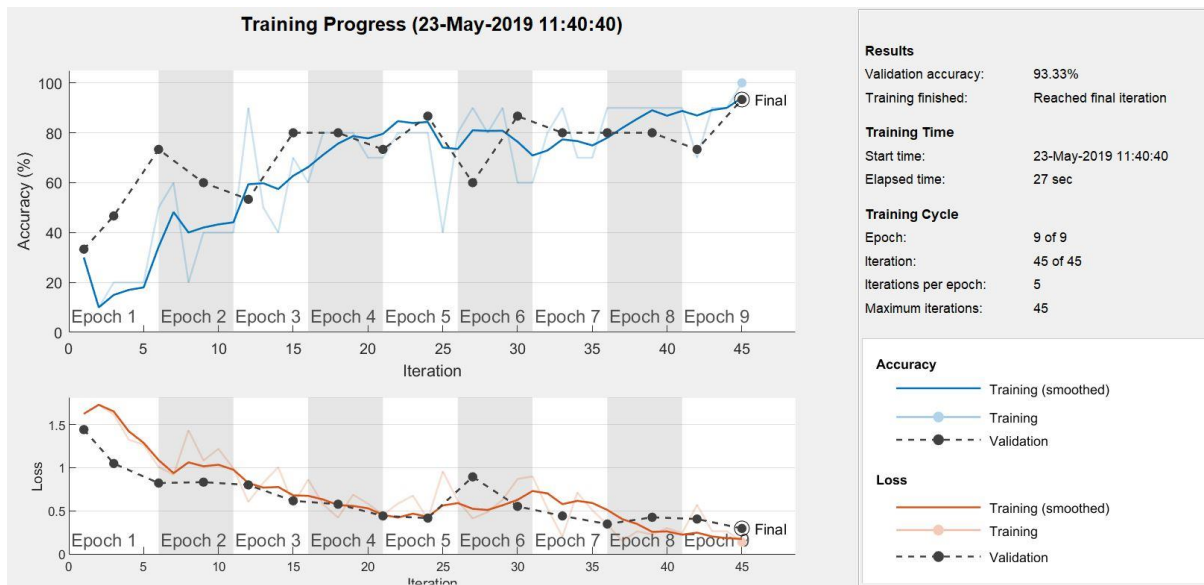 Training Progress (23-May-2019 11:40:40)
100
80
60
40
20
0
Accuracy (%)
Final
Epoch 1 Epoch 2 Epoch 3 Epoch 4 Epoch 5 Epoch 6 Epoch 7 Epoch 8 Epoch 9
0 5 10 15 20 25 30 35 40 45
Iteration
1.5
1
0.5
0
Loss
Final
Epoch 1 Epoch 2 Epoch 3 Epoch 4 Epoch 5 Epoch 6 Epoch 7 Epoch 8 Epoch 9
0 5 10 15 20 25 30 35 40 45
Iteration
Results
Validation accuracy: 93.33%
Training finished: Reached final iteration
Training Time
Start time: 23-May-2019 11:40:40
Elapsed time: 27 sec
Training Cycle
Epoch: 9 of 9
Iteration: 45 of 45
Iterations per epoch: 5
Maximum iterations: 45
Accuracy
Training (smoothed)
Training
Validation
Loss
Training (smoothed)
Training
Validation